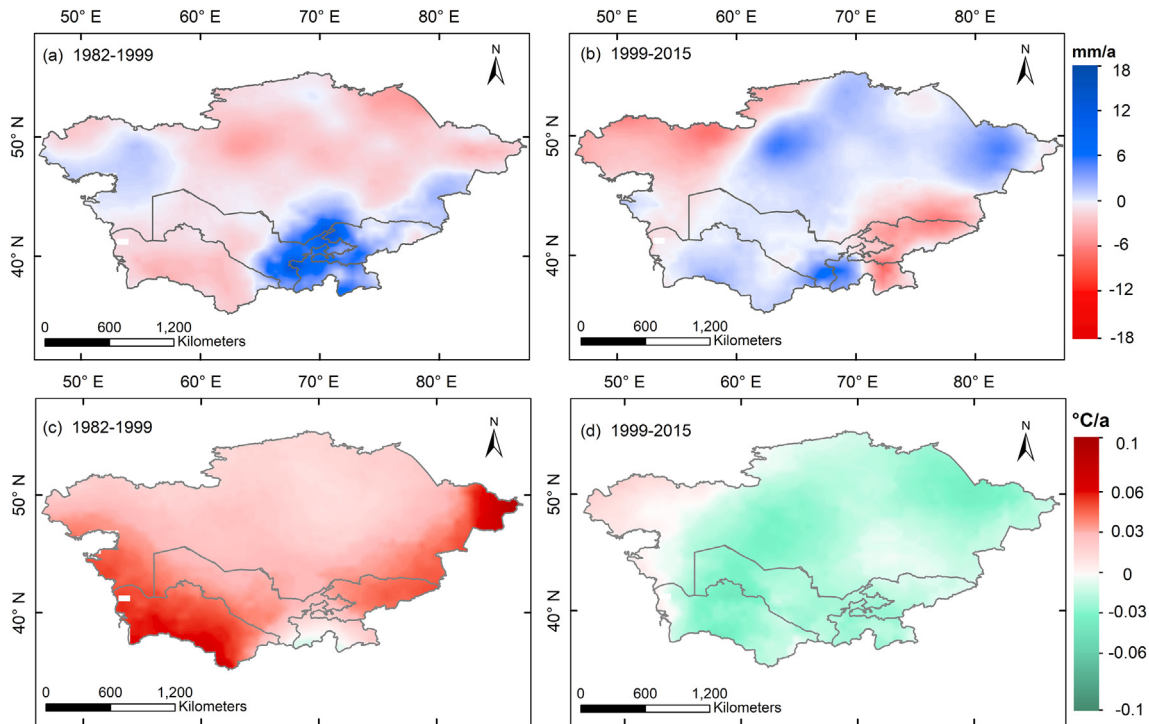 50° E 60° E 70° E 80° E 50° E 60° E 70° E 80° E
(a) 1982-1999
N
(b) 1999-2015
N
mm/a
18
12
6
0
-6
-12
-18
50° N
40° N
50° N
40° N
0 600 1,200
Kilometers
0 600 1,200
Kilometers
50° E 60° E 70° E 80° E 50° E 60° E 70° E 80° E
(c) 1982-1999
N
(d) 1999-2015
N
°C/a
0.1
0.06
0.03
0
-0.03
-0.06
-0.1
50° N
40° N
50° N
40° N
0 600 1,200
Kilometers
0 600 1,200
Kilometers